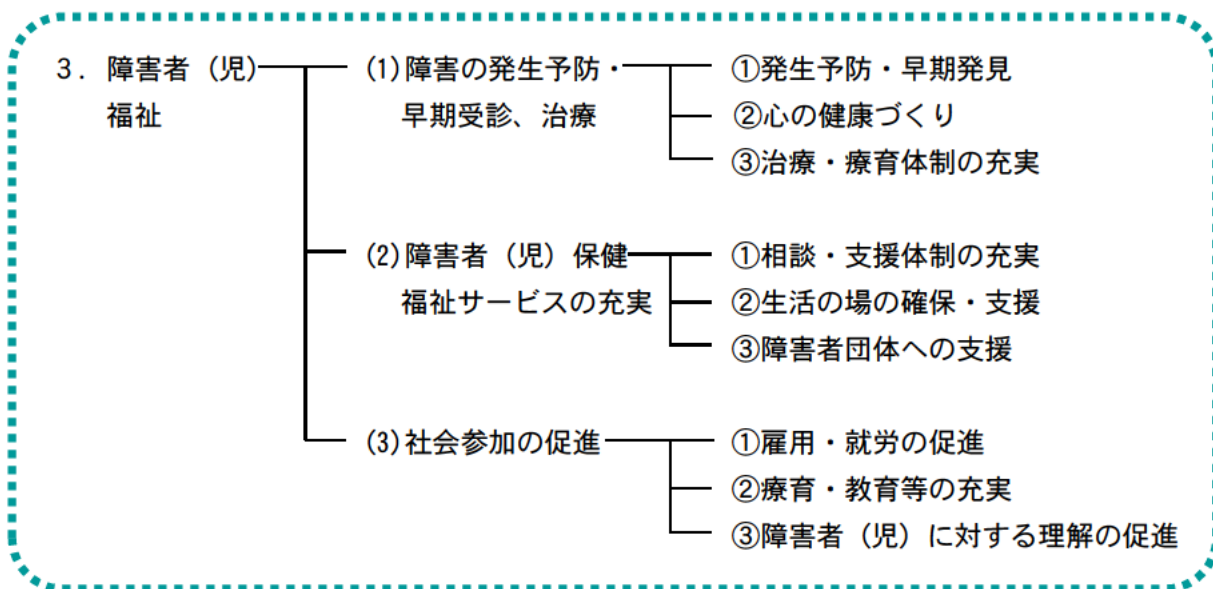 3．障害者（児）福祉
(1)障害の発生予防・早期受診、治療
①発生予防・早期発見
②心の健康づくり
③治療・療育体制の充実
(2)障害者（児）保健福祉サービスの充実
①相談・支援体制の充実
②生活の場の確保・支援
③障害者団体への支援
(3)社会参加の促進
①雇用・就労の促進
②療育・教育等の充実
③障害者（児）に対する理解の促進